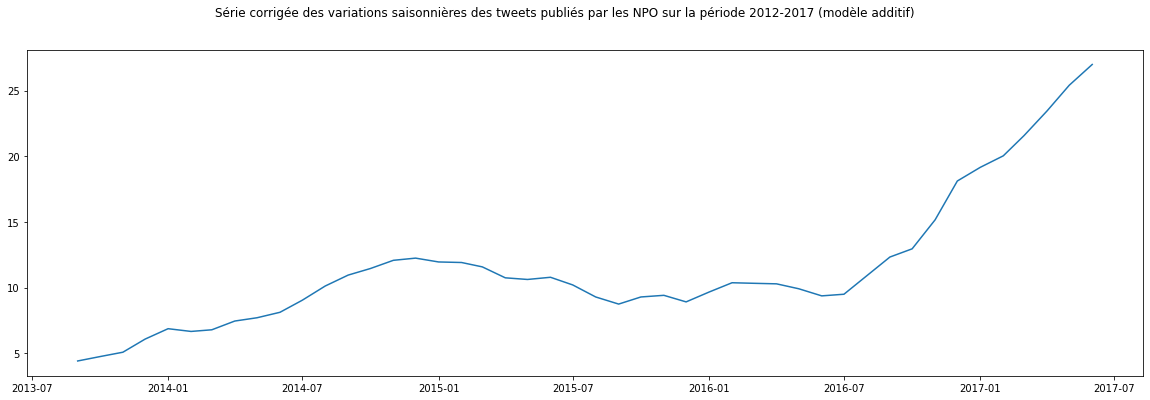 Série corrigée des variations saisonnières des tweets publiés par les NPO sur la période 2012-2017 (modèle additif)
25
20
15
10
5
2013-07 2014-01 2014-07 2015-01 2015-07 2016-01 2016-07 2017-01 2017-07